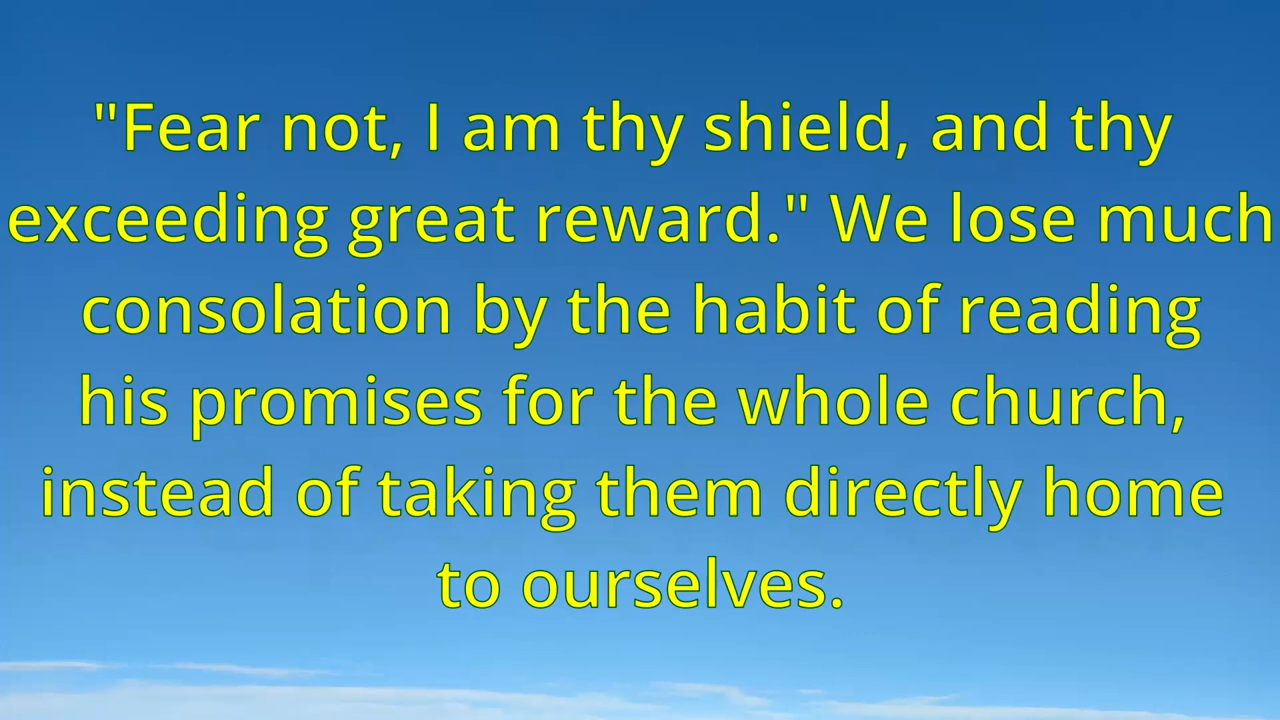 "Fear not, I am thy shield, and thy
exceeding great reward." We lose much
consolation by the habit of reading
his promises for the whole church,
instead of taking them directly home
to ourselves.